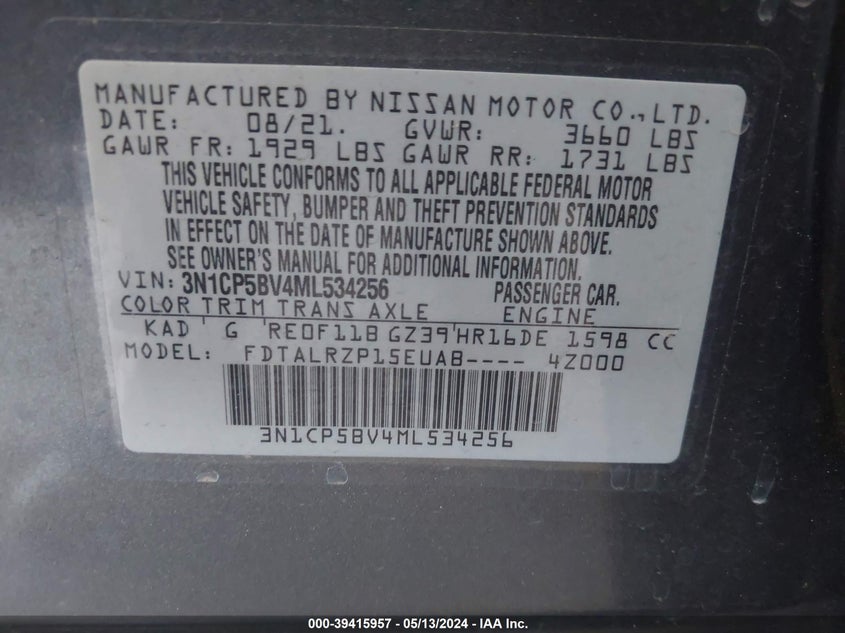 MANUFACTURED BY NISSAN MOTOR CO.,LTD.
DATE: 08/21. GVWR: 3660 LBS
GAWR FR: 1929 LBS GAWR RR: 1731 LBS
THIS VEHICLE CONFORMS TO ALL APPLICABLE FEDERAL MOTOR
VEHICLE SAFETY, BUMPER AND THEFT PREVENTION STANDARDS
IN EFFECT ON THE DATE OF MANUFACTURE SHOWN ABOVE.
SEE OWNER'S MANUAL FOR ADDITIONAL INFORMATION.
VIN: 3N1CP5BV4ML534256 PASSENGER CAR.
COLOR TRIM TRANS AXLE ENGINE
KAD G RE0F11B GZ39 HR16DE 1598 CC
MODEL: FDTALRZP15EUAB---- 4Z000
3N1CP5BV4ML534256
000-39415957 - 05/13/2024 - IAA Inc.